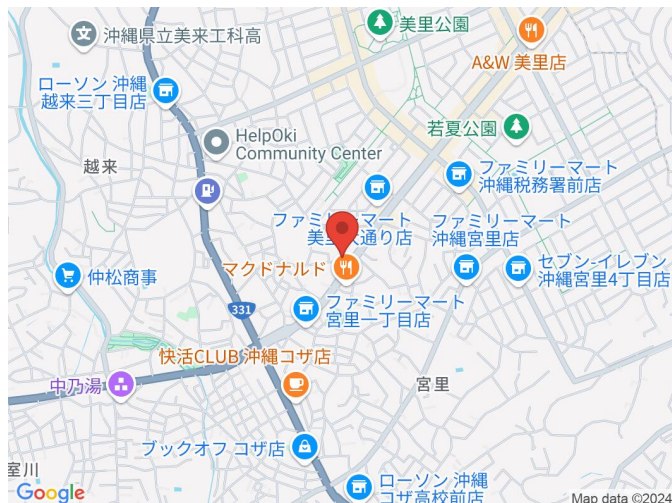 沖縄県立美来工科高
美里公園
A&W 美里店
ローソン 沖縄
越来三丁目店
HelpOki
Community Center
若夏公園
越来
ファミリーマート
沖縄税務署前店
ファミリーマート
美里大通り店
ファミリーマート
沖縄宮里店
セブン-イレブン
沖縄宮里4丁目店
マクドナルド
仲松商事
331
ファミリーマート
宮里一丁目店
快活CLUB 沖縄コザ店
中乃湯
宮里
ブックオフ コザ店
室川
ローソン 沖縄
コザ高校前店
Google
Map data ©2024